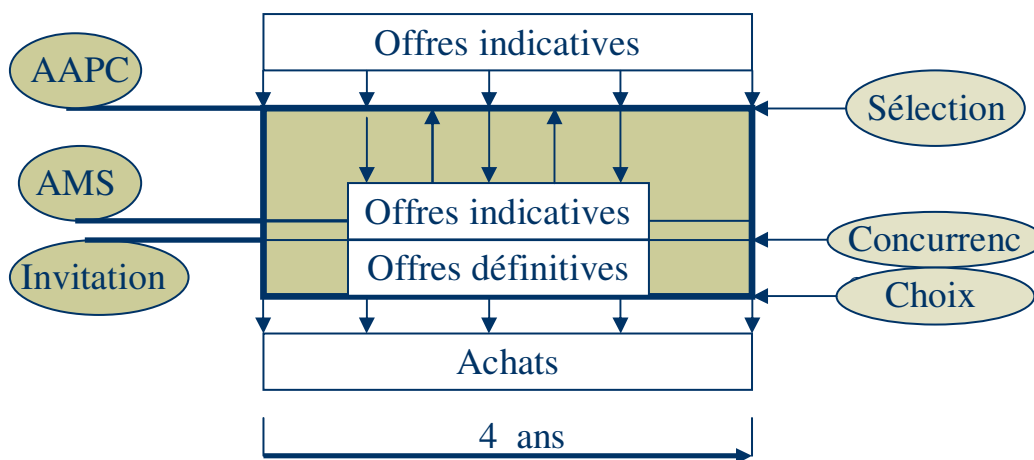 Offres indicatives
AAPC
Sélection
AMS
Offres indicatives
Concurrenc
Invitation
Offres définitives
Choix
Achats
4 ans